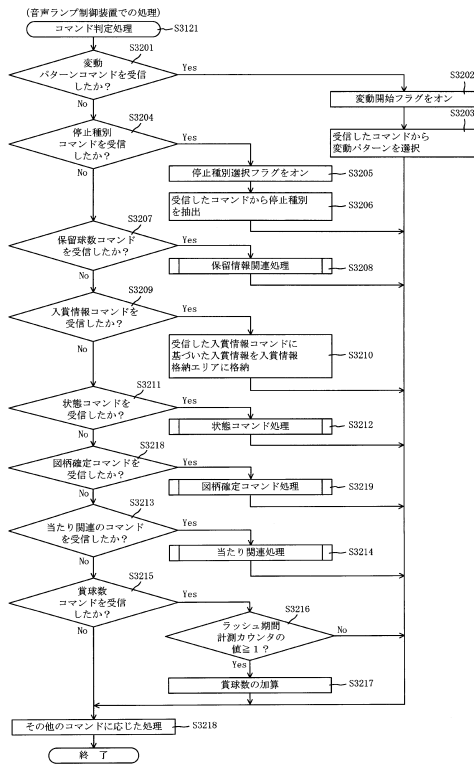 (音声ランプ制御装置での処理)
コマンド判定処理
S3121
S3201
変動
パターンコマンドを受信
したか？
Yes
No
S3202
変動開始フラグをオン
S3203
受信したコマンドから
変動パターンを選択
S3204
停止種別
コマンドを受信
したか？
Yes
No
停止種別選択フラグをオン
S3205
受信したコマンドから停止種別
を抽出
S3206
S3207
保留球数コマンド
を受信したか？
Yes
No
保留情報関連処理
S3208
S3209
入賞情報コマンドを
受信したか？
Yes
No
受信した入賞情報コマンドに
基づいた入賞情報を入賞情報
格納エリアに格納
S3210
S3211
状態コマンドを
受信したか？
Yes
No
状態コマンド処理
S3212
S3218
図柄確定コマンドを
受信したか？
Yes
No
図柄確定コマンド処理
S3219
S3213
当たり関連のコマンド
を受信したか？
Yes
No
当たり関連処理
S3214
S3215
賞球数
コマンドを受信
したか？
Yes
No
S3216
ラッシュ期間
計測カウンタの
値≧１？
No
Yes
賞球数の加算
S3217
その他のコマンドに応じた処理
S3218
終 了